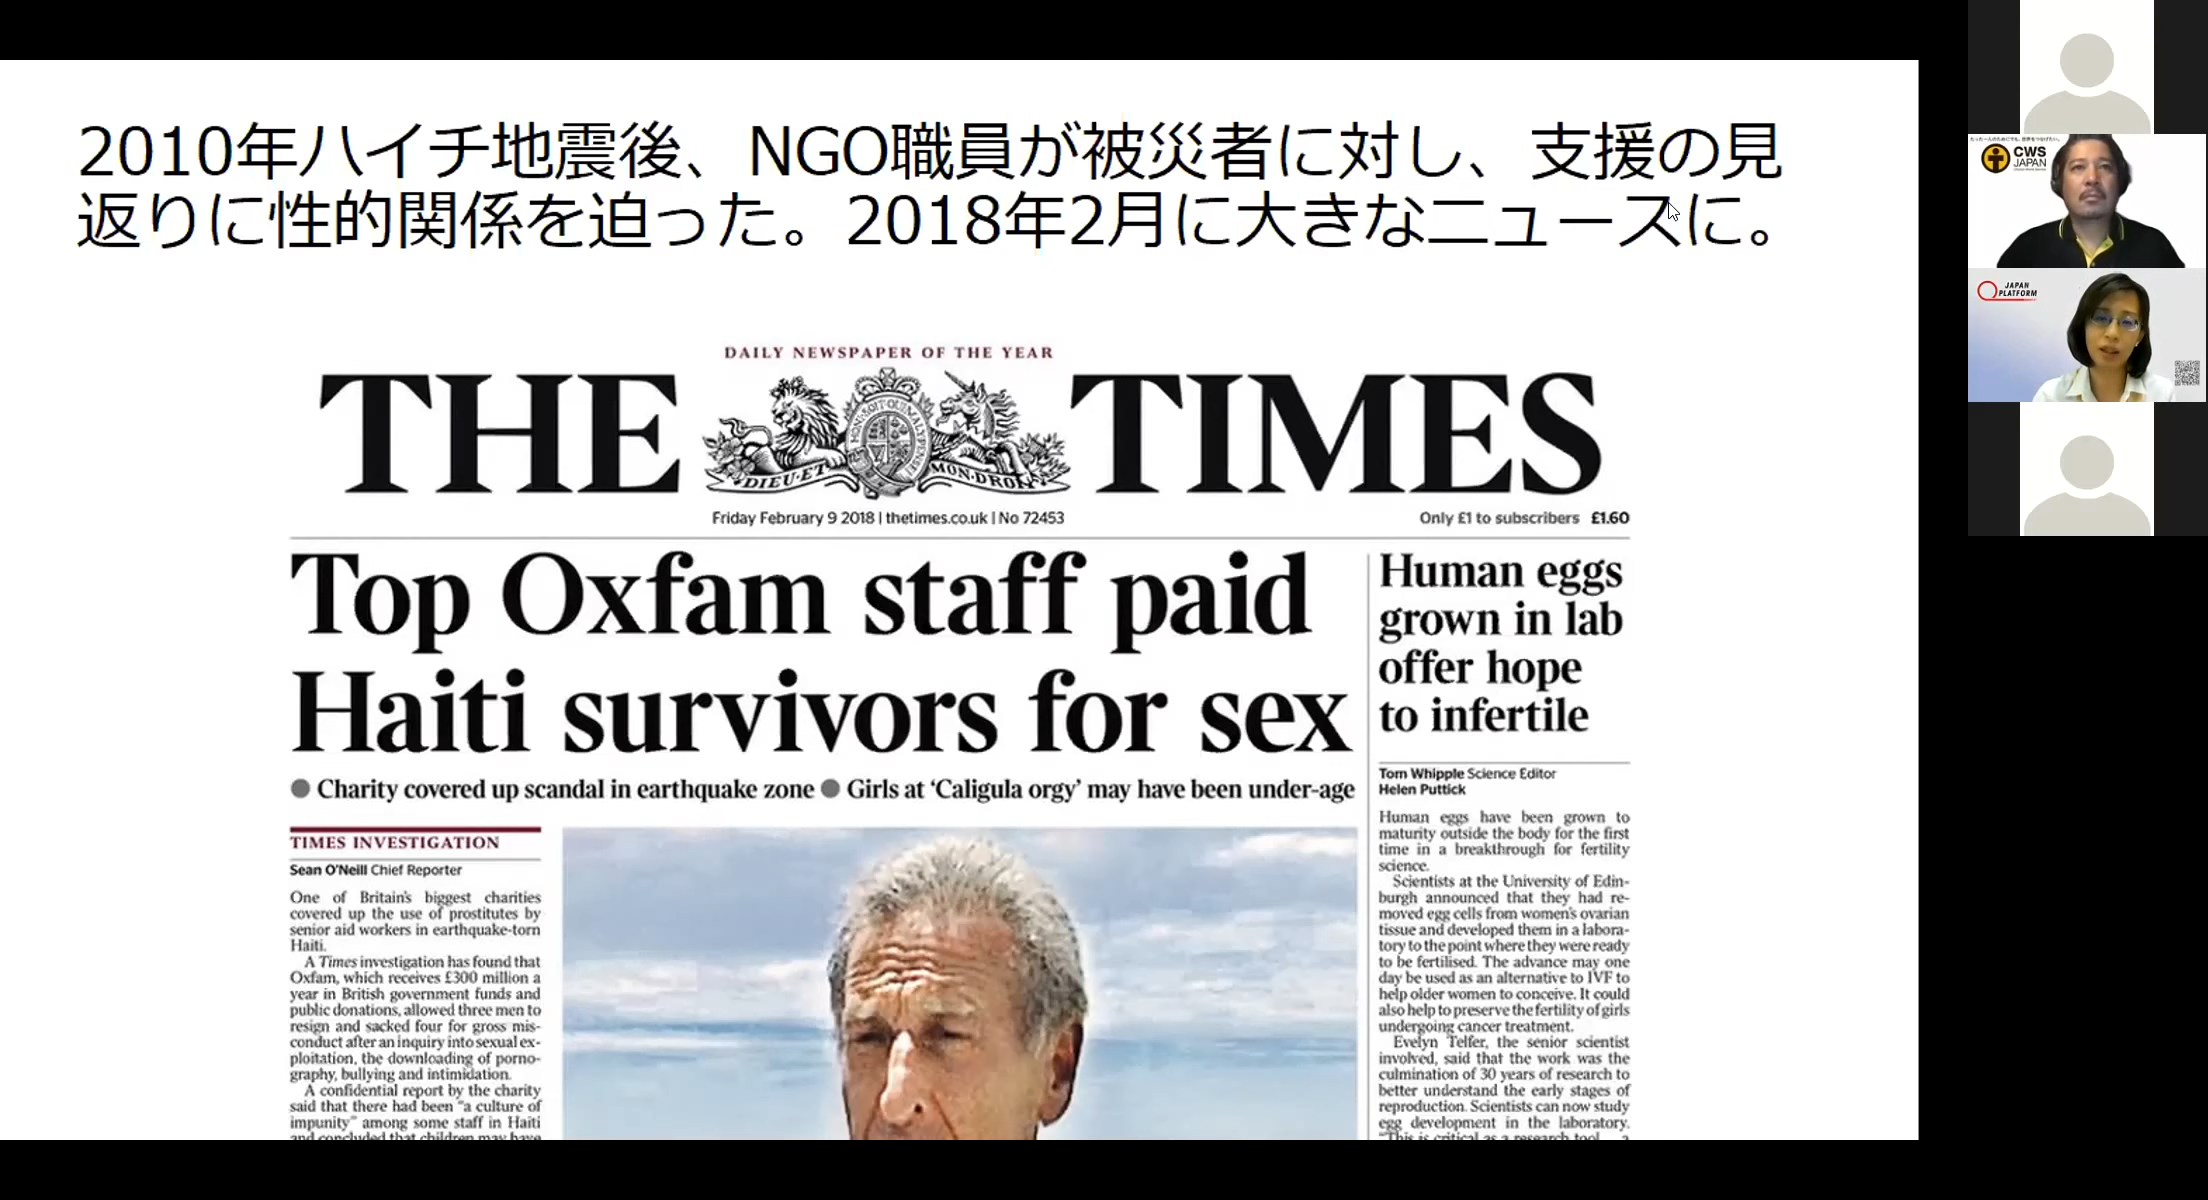 2010年ハイチ地震後、NGO職員が被災者に対し、支援の見
返りに性的関係を迫った。2018年2月に大きなニュースに。
DAILY NEWSPAPER OF THE YEAR
THE TIMES
DIEU·ET MON·DROIT
Friday February 9 2018 | thetimes.co.uk | No 72453
Only £1 to subscribers £1.60
Top Oxfam staff paid
Haiti survivors for sex
● Charity covered up scandal in earthquake zone ● Girls at ‘Caligula orgy’ may have been under-age
TIMES INVESTIGATION
Sean O’Neill Chief Reporter
One of Britain’s biggest charities
covered up the use of prostitutes by
senior aid workers in earthquake-torn
Haiti.
A Times investigation has found that
Oxfam, which receives £300 million a
year in British government funds and
public donations, allowed three men to
resign and sacked four for gross mis-
conduct after an inquiry into sexual ex-
ploitation, the downloading of porno-
graphy, bullying and intimidation.
A confidential report by the charity
said that there had been “a culture of
impunity” among some staff in Haiti
and concluded that children may have
Human eggs
grown in lab
offer hope
to infertile
Tom Whipple Science Editor
Helen Puttick
Human eggs have been grown to
maturity outside the body for the first
time in a breakthrough for fertility
science.
Scientists at the University of Edin-
burgh announced that they had re-
moved egg cells from women’s ovarian
tissue and developed them in a labora-
tory to the point where they were ready
to be fertilised. The advance may one
day be used as an alternative to IVF to
help older women to conceive. It could
also help to preserve the fertility of girls
undergoing cancer treatment.
Evelyn Telfer, the senior scientist
involved, said that the work was the
culmination of 30 years of research to
better understand the early stages of
reproduction. Scientists can now study
egg development in the laboratory.
“This is critical as a research tool
CWS
JAPAN
JAPAN
PLATFORM